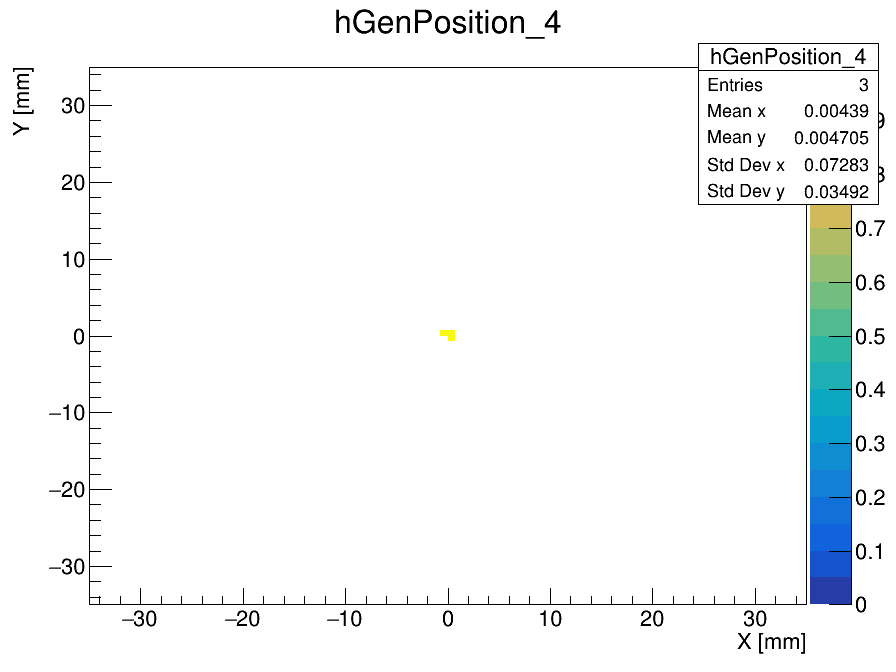 hGenPosition_4
hGenPosition_4
Entries 3
Mean x 0.00439
Mean y 0.004705
Std Dev x 0.07283
Std Dev y 0.03492
Y [mm]
30
20
10
0
−10
−20
−30
−30 −20 −10 0 10 20 30
X [mm]
0.7
0.6
0.5
0.4
0.3
0.2
0.1
0